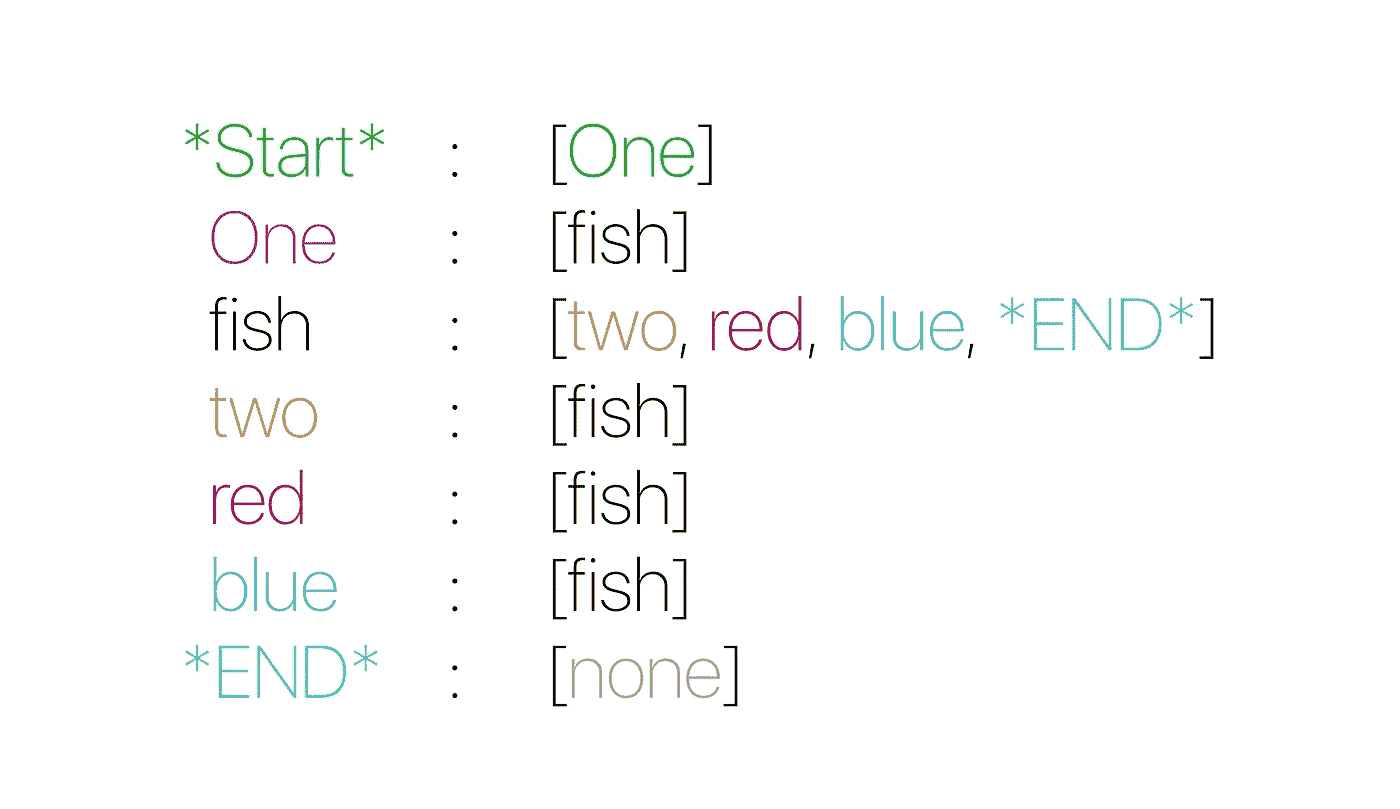 *Start* : [One]
One : [fish]
fish : [two, red, blue, *END*]
two : [fish]
red : [fish]
blue : [fish]
*END* : [none]